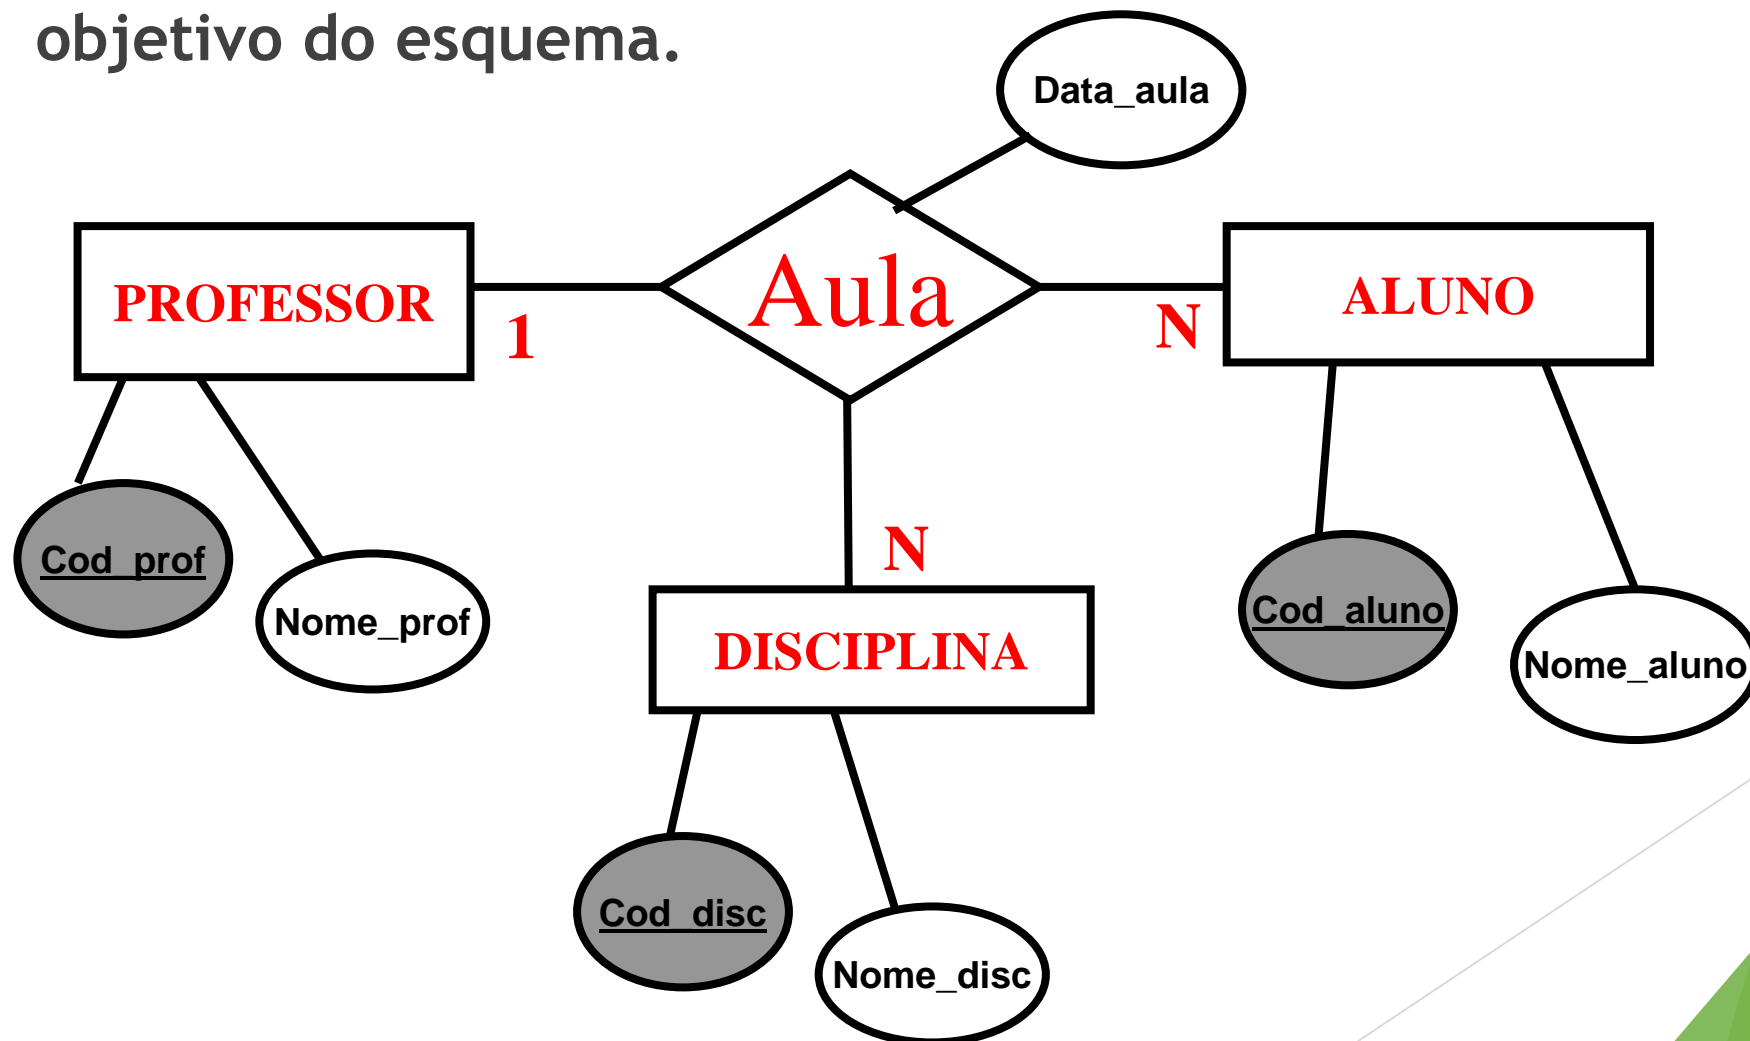 objetivo do esquema.
Data_aula
PROFESSOR
Aula
ALUNO
1
N
N
Cod_prof
Nome_prof
DISCIPLINA
Cod_aluno
Nome_aluno
Cod_disc
Nome_disc